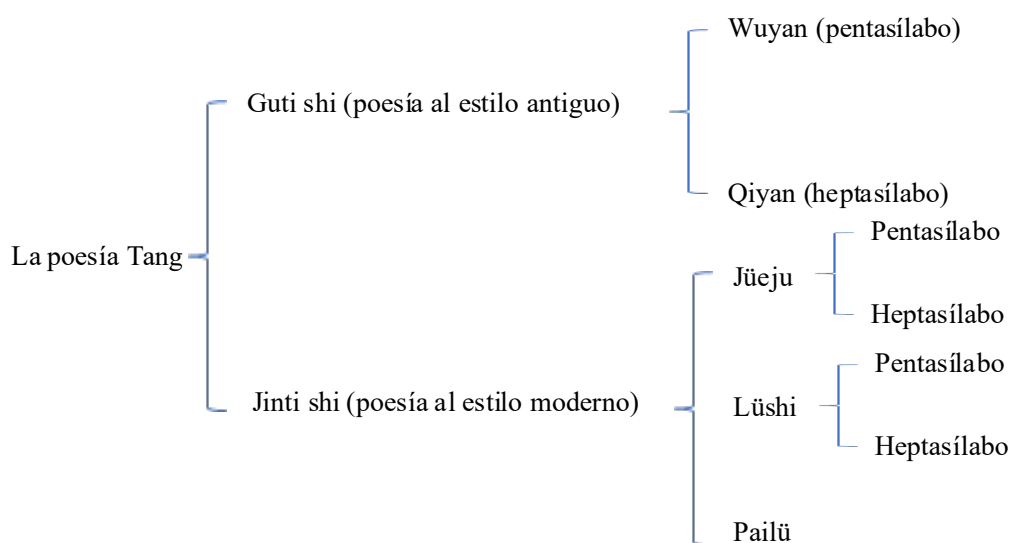 Wuyan (pentasílabo)
Guti shi (poesía al estilo antiguo)
Qiyan (heptasílabo)
La poesía Tang
Pentasílabo
Jüeju
Heptasílabo
Pentasílabo
Jinti shi (poesía al estilo moderno)
Lüshi
Heptasílabo
Pailü